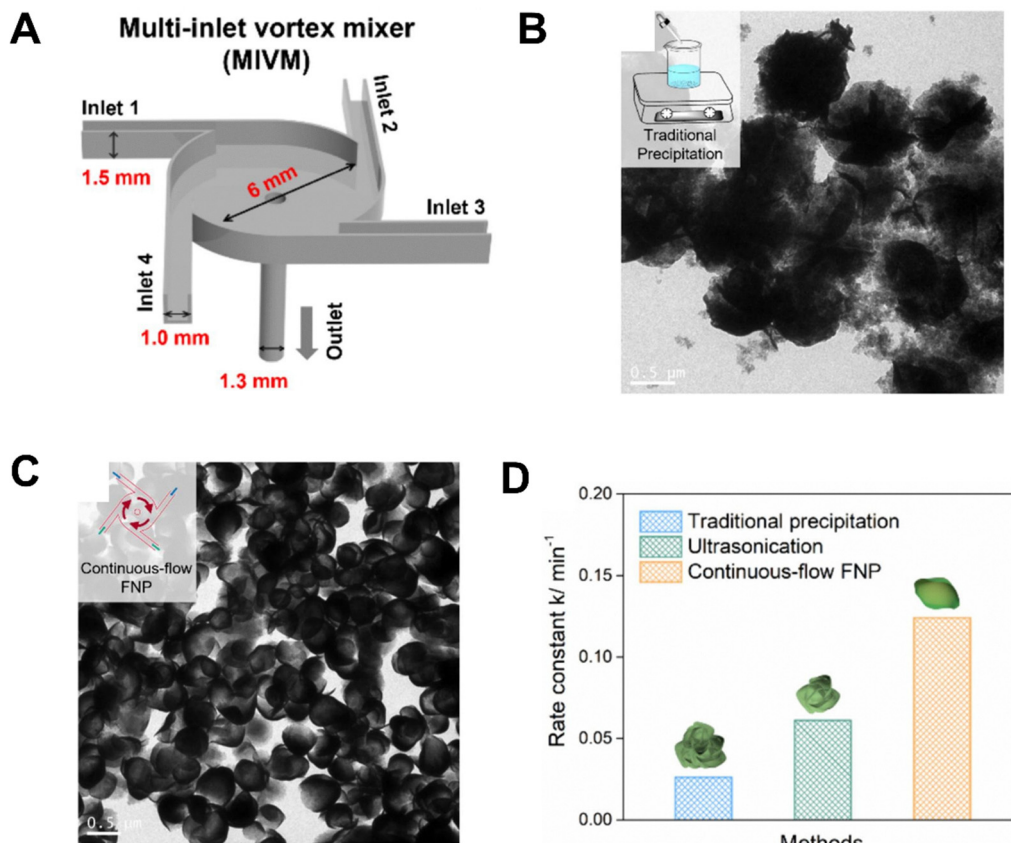 A
Multi-inlet vortex mixer
(MIVM)
Inlet 1
Inlet 2
1.5 mm
6 mm
Inlet 3
Inlet 4
Outlet
1.0 mm
1.3 mm
B
Traditional
Precipitation
0.5 μm
C
Continuous-flow
FNP
0.5 μm
D
0.20
Traditional precipitation
Ultrasonication
Continuous-flow FNP
0.15
0.10
0.05
0.00
Rate constant k/ min⁻¹
Methods